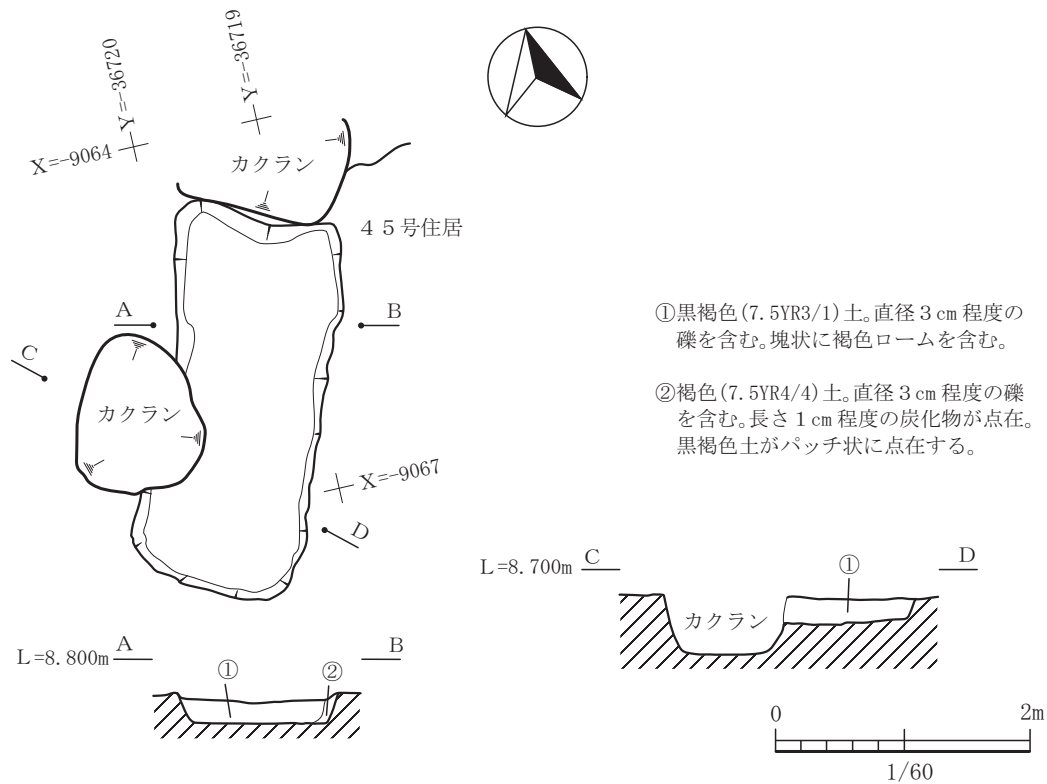 Y=-36720
Y=-36719
X=-9064
カクラン
45号住居
A
B
C
カクラン
X=-9067
D
①黒褐色(7.5YR3/1)土。直径3cm程度の
礫を含む。塊状に褐色ロームを含む。
②褐色(7.5YR4/4)土。直径3cm程度の礫
を含む。長さ1cm程度の炭化物が点在。
黒褐色土がパッチ状に点在する。
L=8.700m
C
D
①
カクラン
L=8.800m
A
B
①
②
0
2m
1/60